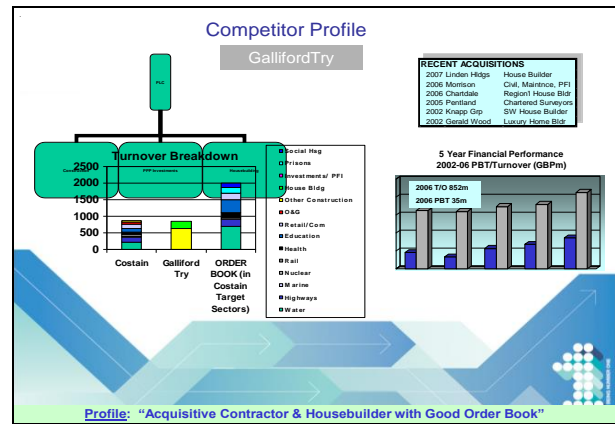 Competitor Profile
GallifordTry
PLC
Construction
PPP Investments
Housebuilding
RECENT ACQUISITIONS
2007 Linden Hldgs House Builder
2006 Morrison Civil, Maintnce, PFI
2006 Chartdale Region'l House Bldr
2005 Pentland Chartered Surveyors
2002 Knapp Grp SW House Builder
2002 Gerald Wood Luxury Home Bldr
Turnover Breakdown
2500
2000
1500
1000
500
0
Costain
Galliford
Try
ORDER
BOOK (in
Costain
Target
Sectors)
Social Hsg
Prisons
Investments/ PFI
House Bldg
Other Construction
O&G
Retail/Com
Education
Health
Rail
Nuclear
Marine
Highways
Water
5 Year Financial Performance
2002-06 PBT/Turnover (GBPm)
2006 T/O 852m
2006 PBT 35m
Profile: “Acquisitive Contractor & Housebuilder with Good Order Book”